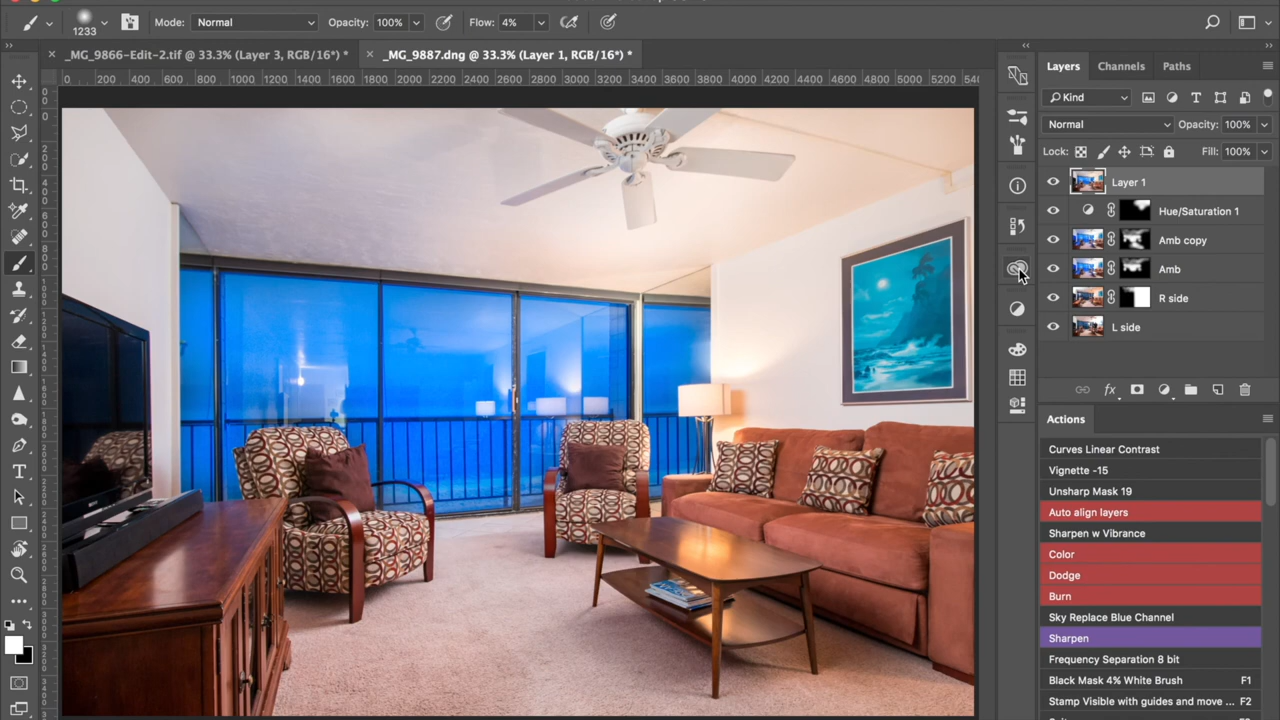 1233
Mode: Normal
Opacity: 100%
Flow: 4%
_MG_9866-Edit-2.tif @ 33.3% (Layer 3, RGB/16*) *
_MG_9887.dng @ 33.3% (Layer 1, RGB/16*) *
0 200 400 600 800 1000 1200 1400 1600 1800 2000 2200 2400 2600 2800 3000 3200 3400 3600 3800 4000 4200 4400 4600 4800 5000 5200
Layers Channels Paths
Kind
Normal
Opacity: 100%
Lock:
Fill: 100%
Layer 1
Hue/Saturation 1
Amb copy
Amb
R side
L side
fx
Actions
Curves Linear Contrast
Vignette -15
Unsharp Mask 19
Auto align layers
Sharpen w Vibrance
Color
Dodge
Burn
Sky Replace Blue Channel
Sharpen
Frequency Separation 8 bit
Black Mask 4% White Brush F1
Stamp Visible with guides and move ... F2